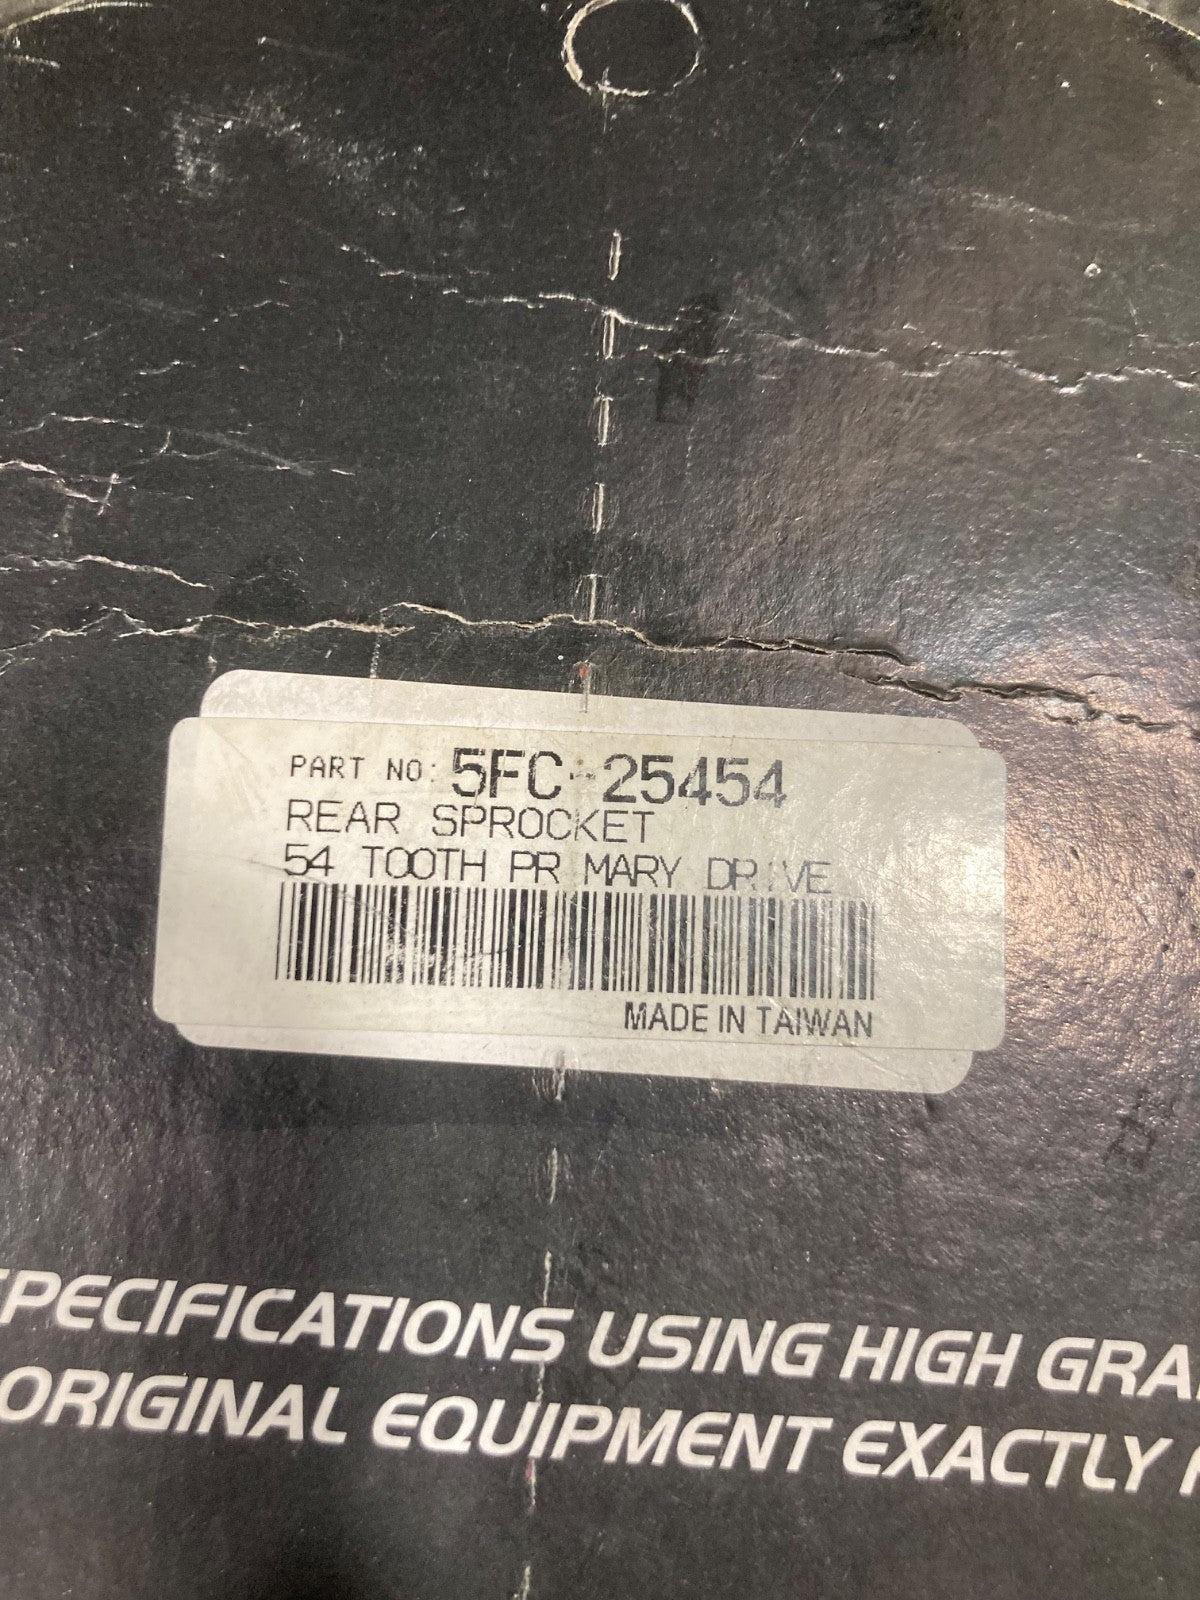 PART NO: 5FC-25454
REAR SPROCKET
54 TOOTH PR MARY DRIVE
MADE IN TAIWAN
SPECIFICATIONS USING HIGH GRA
ORIGINAL EQUIPMENT EXACTLY